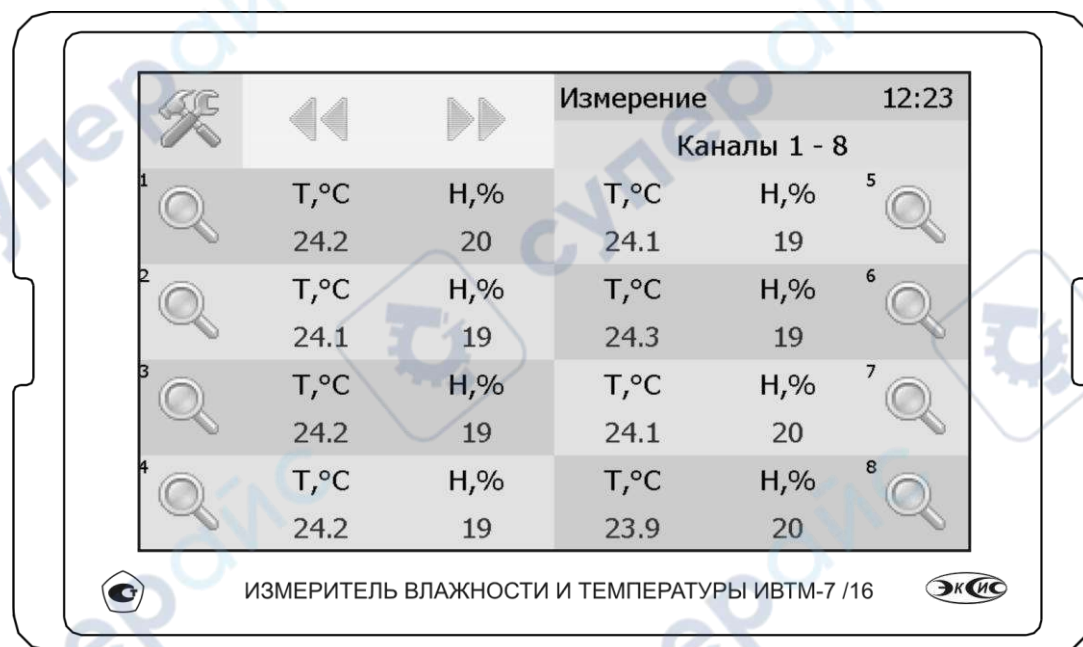 Измерение 12:23
Каналы 1 - 8
1 T,°C H,% T,°C H,% 5
24.2 20 24.1 19
2 T,°C H,% T,°C H,% 6
24.1 19 24.3 19
3 T,°C H,% T,°C H,% 7
24.2 19 24.1 20
4 T,°C H,% T,°C H,% 8
24.2 19 23.9 20
ИЗМЕРИТЕЛЬ ВЛАЖНОСТИ И ТЕМПЕРАТУРЫ ИВТМ-7 /16 ЭКСИС
суперайс